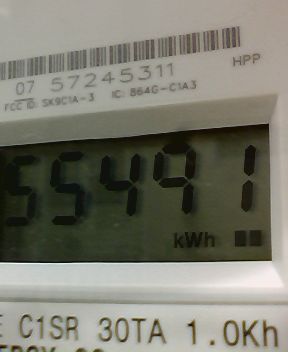 HPP
07 57245311
FCC ID: SK9C1A-3 IC: 864G-C1A3
55491
kWh
C1SR 30TA 1.0Kh